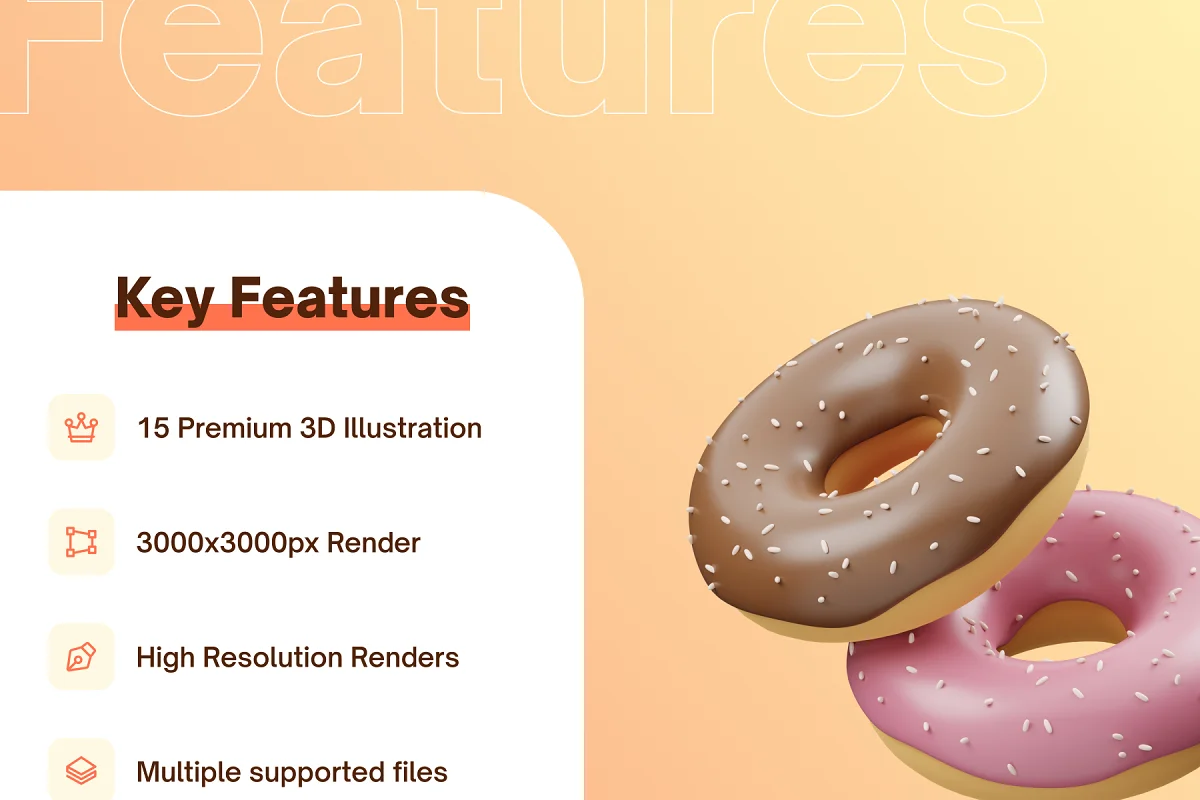 Features
Key Features
15 Premium 3D Illustration
3000x3000px Render
High Resolution Renders
Multiple supported files